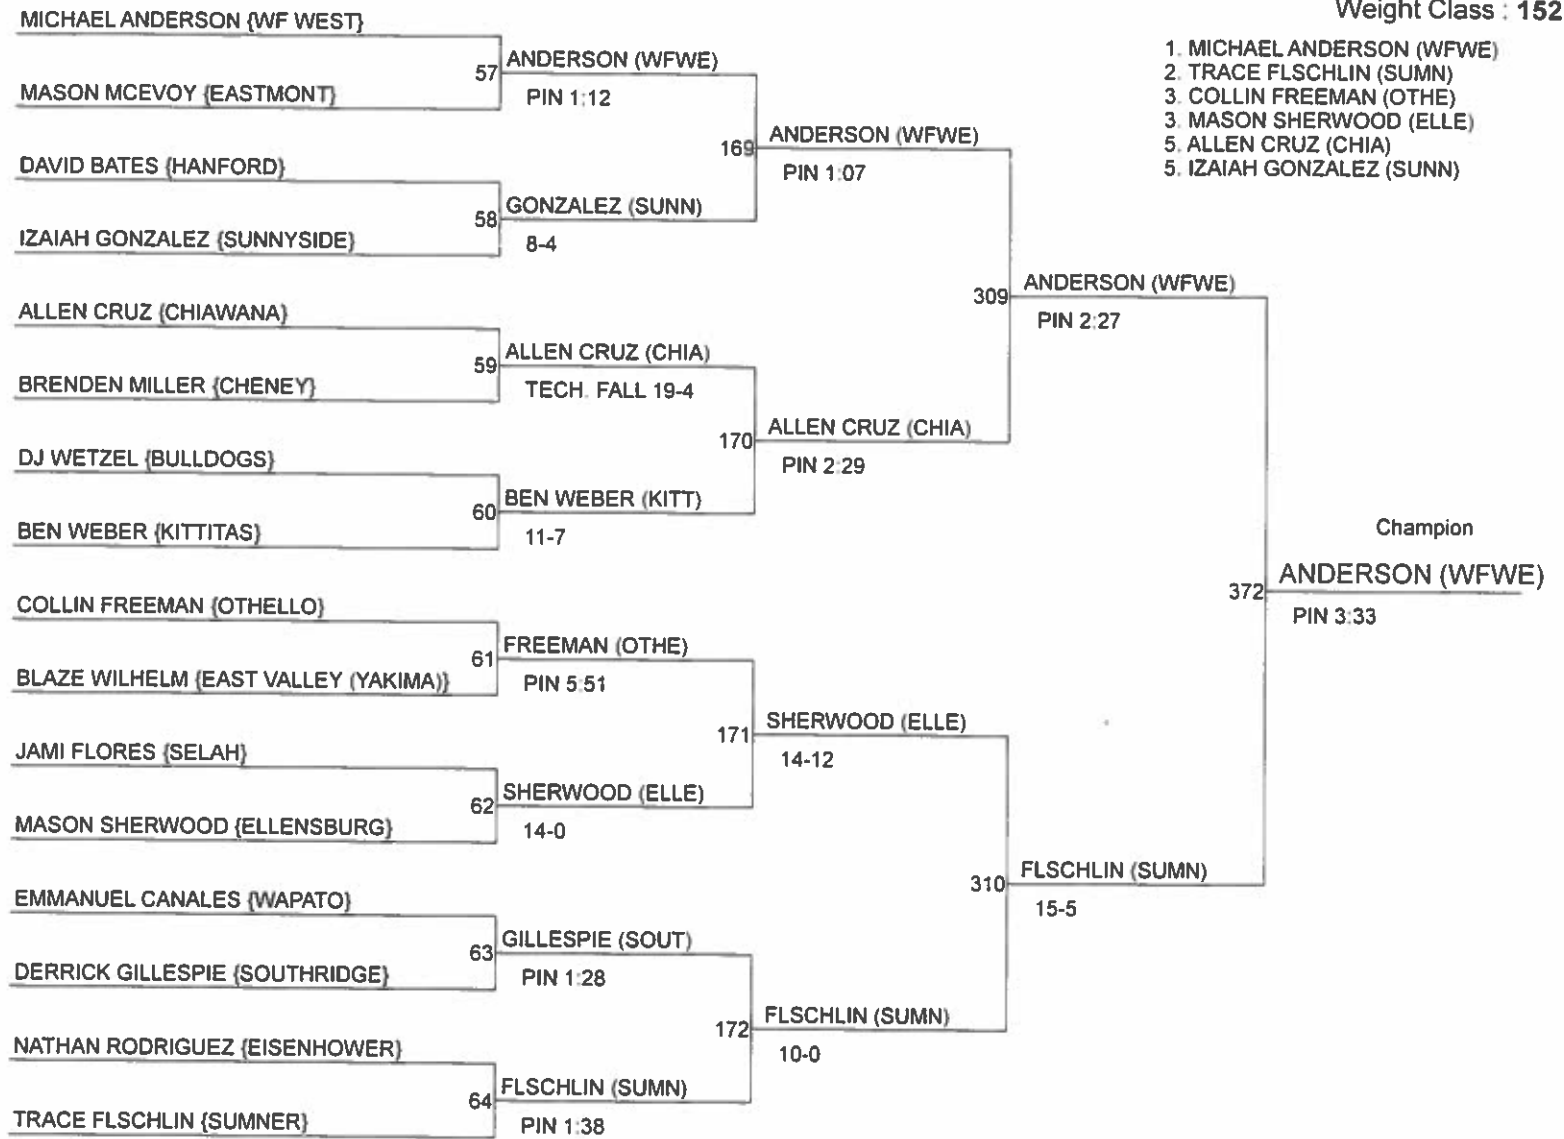 Weight Class : 152
1. MICHAEL ANDERSON (WFWE)
2. TRACE FLSCHLIN (SUMN)
3. COLLIN FREEMAN (OTHE)
3. MASON SHERWOOD (ELLE)
5. ALLEN CRUZ (CHIA)
5. IZAIAH GONZALEZ (SUNN)
MICHAEL ANDERSON {WF WEST}
MASON MCEVOY {EASTMONT}
DAVID BATES {HANFORD}
IZAIAH GONZALEZ {SUNNYSIDE}
ALLEN CRUZ {CHIAWANA}
BRENDEN MILLER {CHENEY}
DJ WETZEL {BULLDOGS}
BEN WEBER {KITTITAS}
COLLIN FREEMAN {OTHELLO}
BLAZE WILHELM {EAST VALLEY (YAKIMA)}
JAMI FLORES {SELAH}
MASON SHERWOOD {ELLENSBURG}
EMMANUEL CANALES {WAPATO}
DERRICK GILLESPIE {SOUTHRIDGE}
NATHAN RODRIGUEZ {EISENHOWER}
TRACE FLSCHLIN {SUMNER}
57 ANDERSON (WFWE)
PIN 1:12
58 GONZALEZ (SUNN)
8-4
59 ALLEN CRUZ (CHIA)
TECH. FALL 19-4
60 BEN WEBER (KITT)
11-7
61 FREEMAN (OTHE)
PIN 5:51
62 SHERWOOD (ELLE)
14-0
63 GILLESPIE (SOUT)
PIN 1:28
64 FLSCHLIN (SUMN)
PIN 1:38
169 ANDERSON (WFWE)
PIN 1:07
170 ALLEN CRUZ (CHIA)
PIN 2:29
171 SHERWOOD (ELLE)
14-12
172 FLSCHLIN (SUMN)
10-0
309 ANDERSON (WFWE)
PIN 2:27
310 FLSCHLIN (SUMN)
15-5
Champion
372 ANDERSON (WFWE)
PIN 3:33